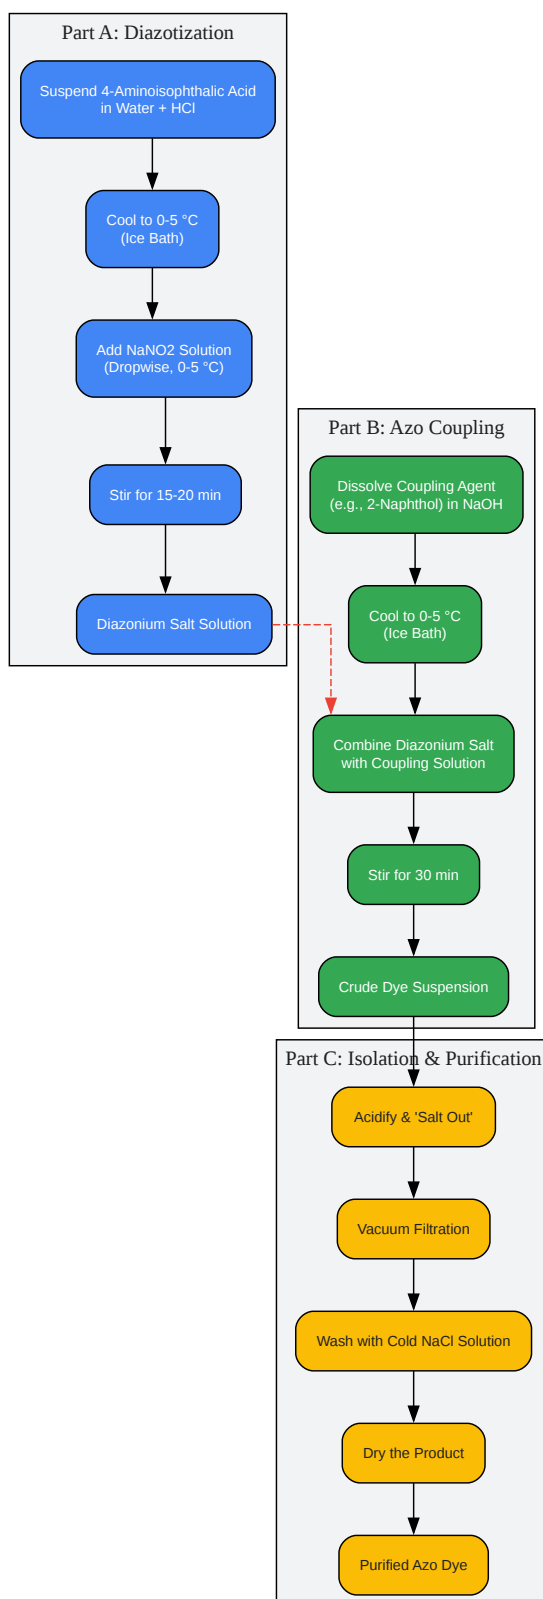 Part A: Diazotization
Suspend 4-Aminoisophthalic Acid
in Water + HCl
Cool to 0-5 °C
(Ice Bath)
Add NaNO2 Solution
(Dropwise, 0-5 °C)
Stir for 15-20 min
Diazonium Salt Solution
Part B: Azo Coupling
Dissolve Coupling Agent
(e.g., 2-Naphthol) in NaOH
Cool to 0-5 °C
(Ice Bath)
Combine Diazonium Salt
with Coupling Solution
Stir for 30 min
Crude Dye Suspension
Part C: Isolation & Purification
Acidify & 'Salt Out'
Vacuum Filtration
Wash with Cold NaCl Solution
Dry the Product
Purified Azo Dye